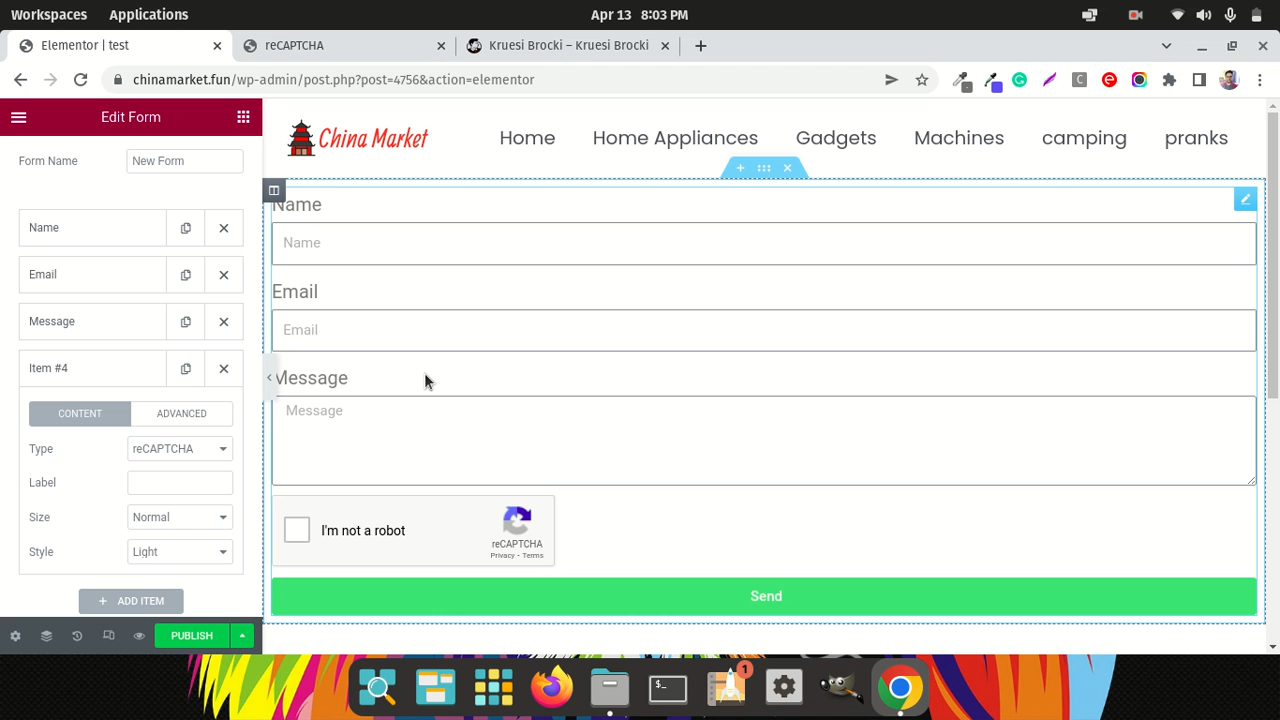 Workspaces Applications Apr 13 8:03 PM
Elementor | test reCAPTCHA Kruesi Brocki – Kruesi Brocki
chinamarket.fun/wp-admin/post.php?post=4756&action=elementor
Edit Form
Form Name New Form
Name
Email
Message
Item #4
CONTENT ADVANCED
Type reCAPTCHA
Label
Size Normal
Style Light
ADD ITEM
PUBLISH
China Market Home Home Appliances Gadgets Machines camping pranks
Name
Name
Email
Email
Message
Message
I'm not a robot
reCAPTCHA
Privacy - Terms
Send
1